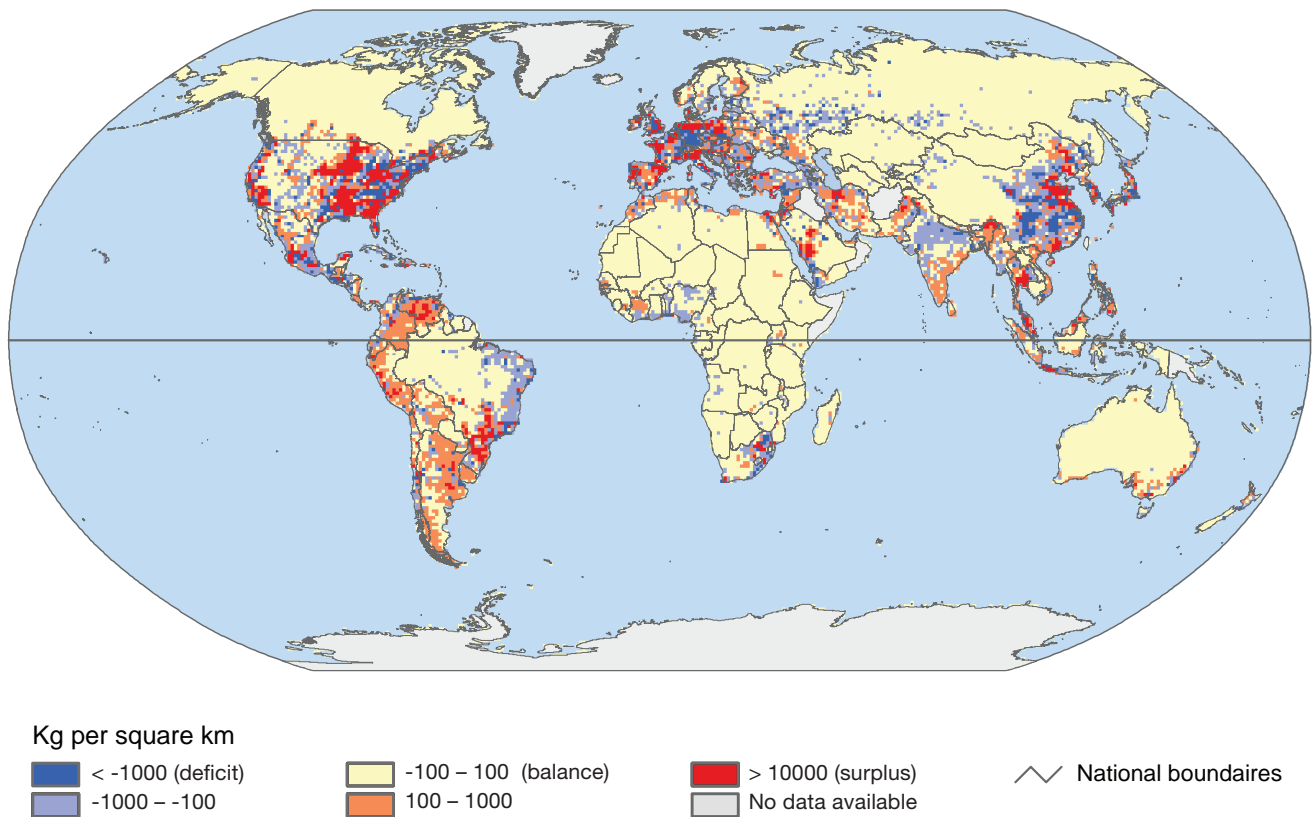 Kg per square km
< -1000 (deficit)
-1000 – -100
-100 – 100 (balance)
100 – 1000
> 10000 (surplus)
No data available
National boundaires